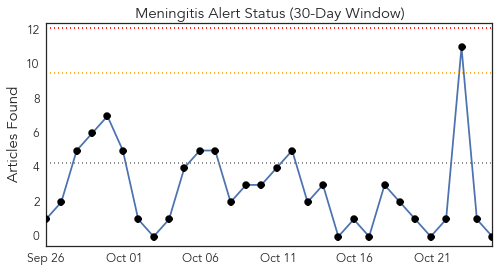 Meningitis Alert Status (30-Day Window)
Articles Found
12
10
8
6
4
2
0
Sep 26 Oct 01 Oct 06 Oct 11 Oct 16 Oct 21